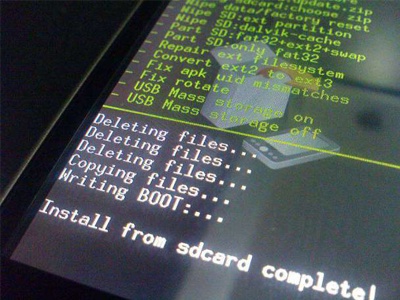 update.zip
sdcard:choose zip
Wipe data/factory reset
Wipe SD:ext partition
Wipe SD:dalvik-cache
Part SD:fat32+ext2+swap
Part SD:only fat32
- Repair ext filesystem
- Convert ext2 to ext3
- Fix apk uid mismatches
- Fix rotate
- USB Mass storage on
- USB Mass storage off
Deleting files...
Deleting files...
Deleting files...
Copying files...
Writing BOOT:...
Install from sdcard complete